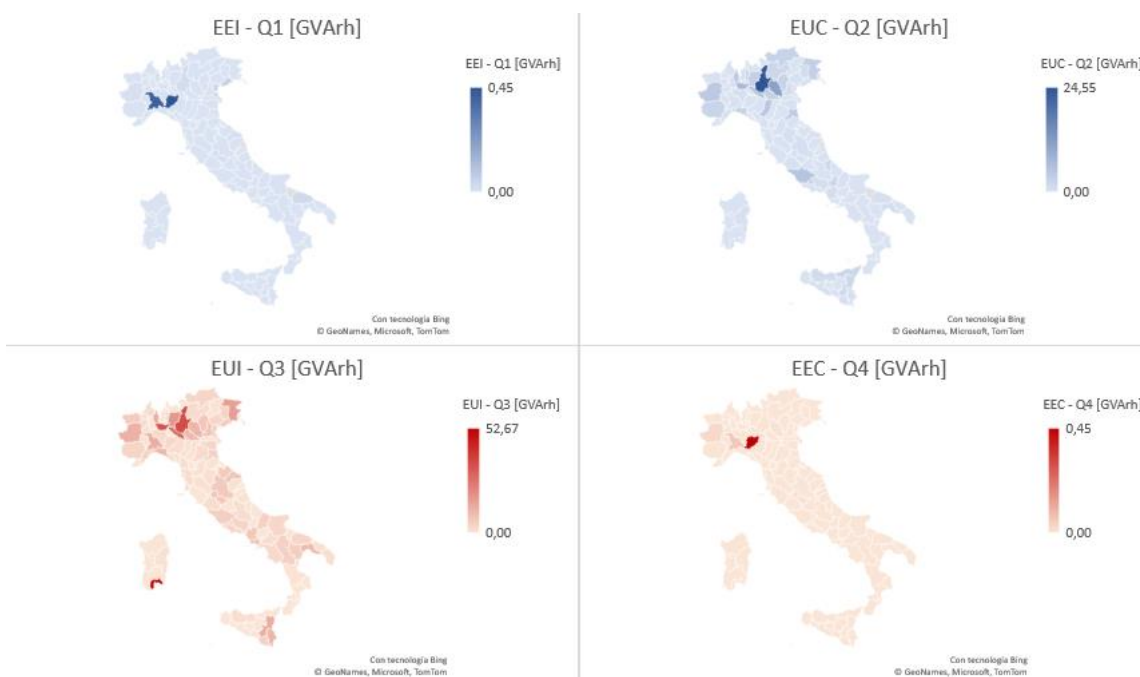 EEI - Q1 [GVArh]
EEI - Q1 [GVArh]
0,45
0,00
Con tecnologia Bing
© GeoNames, Microsoft, TomTom
EUC - Q2 [GVArh]
EUC - Q2 [GVArh]
24,55
0,00
Con tecnologia Bing
© GeoNames, Microsoft, TomTom
EUI - Q3 [GVArh]
EUI - Q3 [GVArh]
52,67
0,00
Con tecnologia Bing
© GeoNames, Microsoft, TomTom
EEC - Q4 [GVArh]
EEC - Q4 [GVArh]
0,45
0,00
Con tecnologia Bing
© GeoNames, Microsoft, TomTom